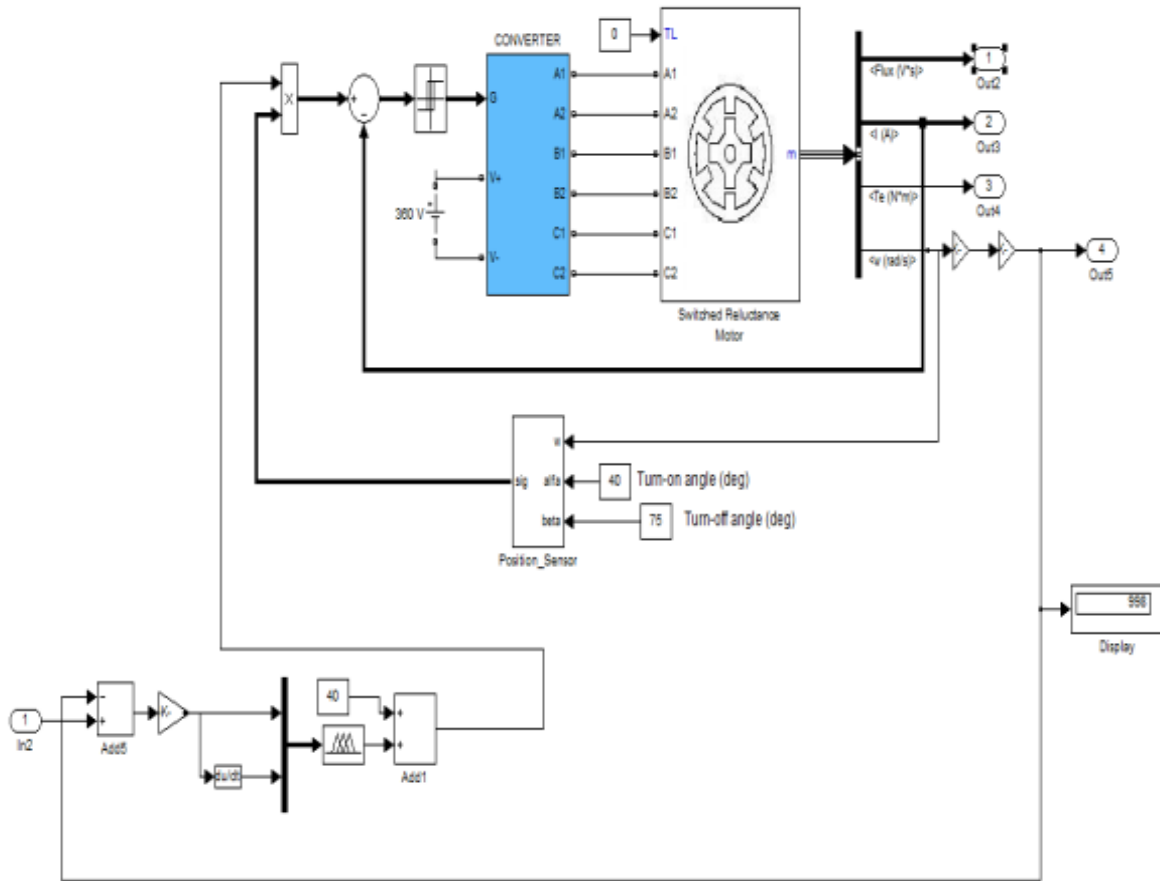 CONVERTER
0
TL
1
<Flux (V*s)>
Out2
X
+
−
G
A1
A1
A2
A2
2
<I (A)>
Out3
B1
B1
m
V+
B2
B2
3
<Te (N*m)>
Out4
360 V
+
C1
C1
V-
C2
C2
<w (rad/s)>
4
Out5
Switched Reluctance
Motor
w
sig
alfa
40
Turn-on angle (deg)
beta
75
Turn-off angle (deg)
Position_Sensor
998
Display
1
In2
−
+
Add5
K-
du/dt
40
+
+
Add1